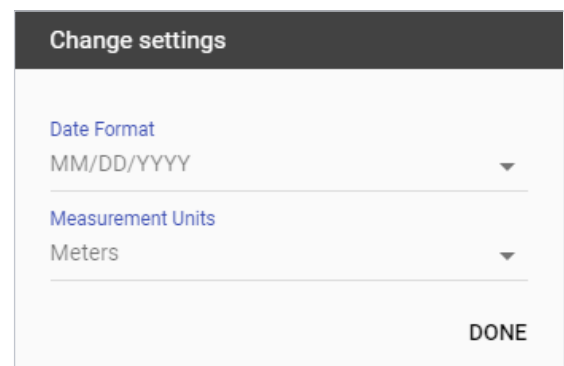 Change settings
Date Format
MM/DD/YYYY
Measurement Units
Meters
DONE